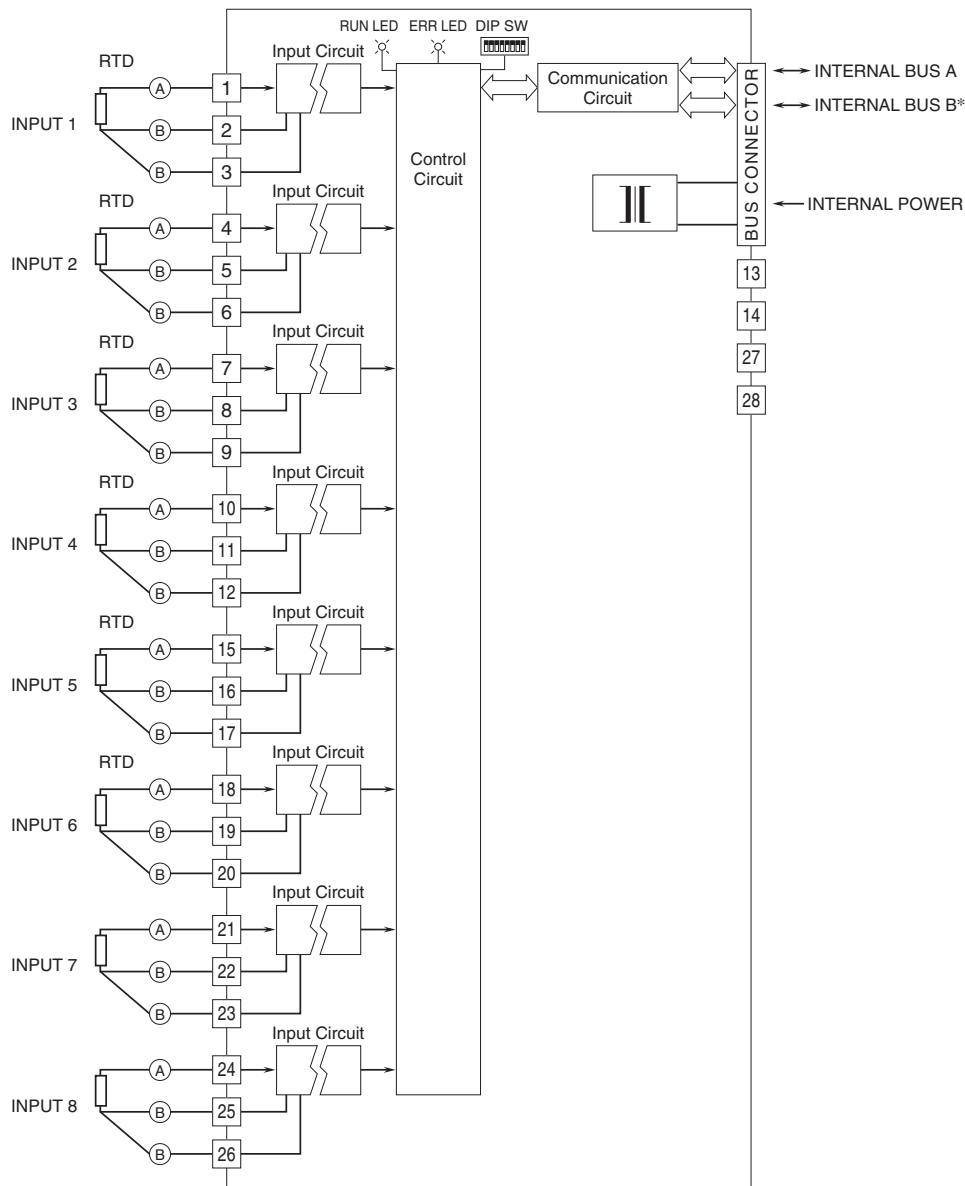 RUN LED ERR LED DIP SW
RTD
INPUT 1
A
B
B
1
2
3
Input Circuit
RTD
INPUT 2
A
B
B
4
5
6
Input Circuit
RTD
INPUT 3
A
B
B
7
8
9
Input Circuit
RTD
INPUT 4
A
B
B
10
11
12
Input Circuit
RTD
INPUT 5
A
B
B
15
16
17
Input Circuit
RTD
INPUT 6
A
B
B
18
19
20
Input Circuit
INPUT 7
A
B
B
21
22
23
Input Circuit
INPUT 8
A
B
B
24
25
26
Input Circuit
Control
Circuit
Communication
Circuit
BUS CONNECTOR
INTERNAL BUS A
INTERNAL BUS B*
INTERNAL POWER
13
14
27
28